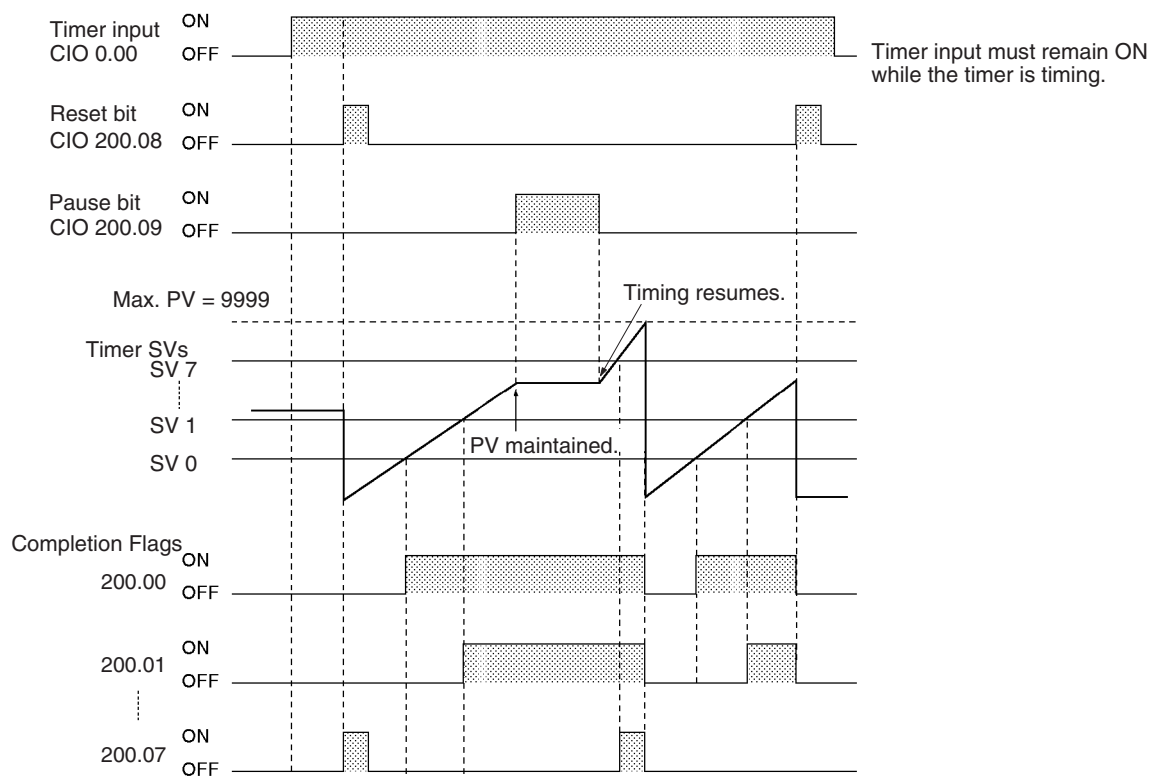 Timer input
CIO 0.00
ON
OFF
Timer input must remain ON
while the timer is timing.
Reset bit
CIO 200.08
ON
OFF
Pause bit
CIO 200.09
ON
OFF
Max. PV = 9999
Timing resumes.
Timer SVs
SV 7
SV 1
PV maintained.
SV 0
Completion Flags
200.00
ON
OFF
200.01
ON
OFF
200.07
ON
OFF